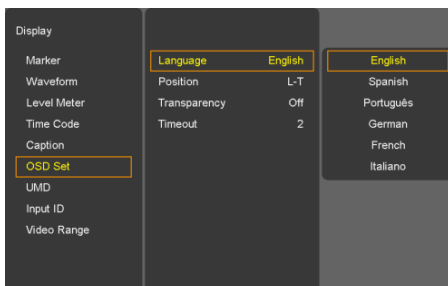 Display
Marker
Waveform
Level Meter
Time Code
Caption
OSD Set
UMD
Input ID
Video Range
Language English
Position L-T
Transparency Off
Timeout 2
English
Spanish
Português
German
French
Italiano